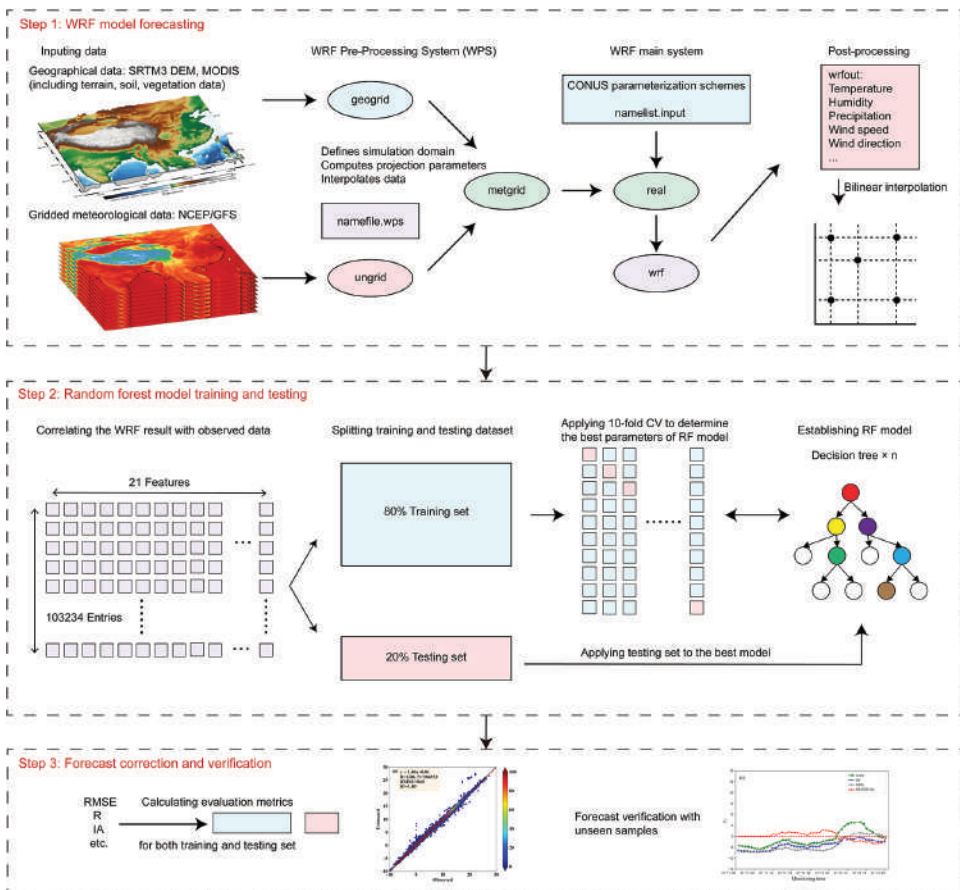 Step 1: WRF model forecasting
Inputing data
Geographical data: SRTM3 DEM, MODIS
(including terrain, soil, vegetation data)
Gridded meteorological data: NCEP/GFS
WRF Pre-Processing System (WPS)
geogrid
Defines simulation domain
Computes projection parameters
Interpolates data
namefile.wps
ungrid
metgrid
WRF main system
CONUS parameterization schemes
namelist.input
real
wrf
Post-processing
wrfout:
Temperature
Humidity
Precipitation
Wind speed
Wind direction
...
Bilinear interpolation
Step 2: Random forest model training and testing
Correlating the WRF result with observed data
21 Features
103234 Entries
Splitting training and testing dataset
80% Training set
20% Testing set
Applying 10-fold CV to determine
the best parameters of RF model
Establishing RF model
Decision tree × n
Applying testing set to the best model
Step 3: Forecast correction and verification
RMSE
R
IA
etc.
Calculating evaluation metrics
for both training and testing set
Observed
Forecast verification with
unseen samples